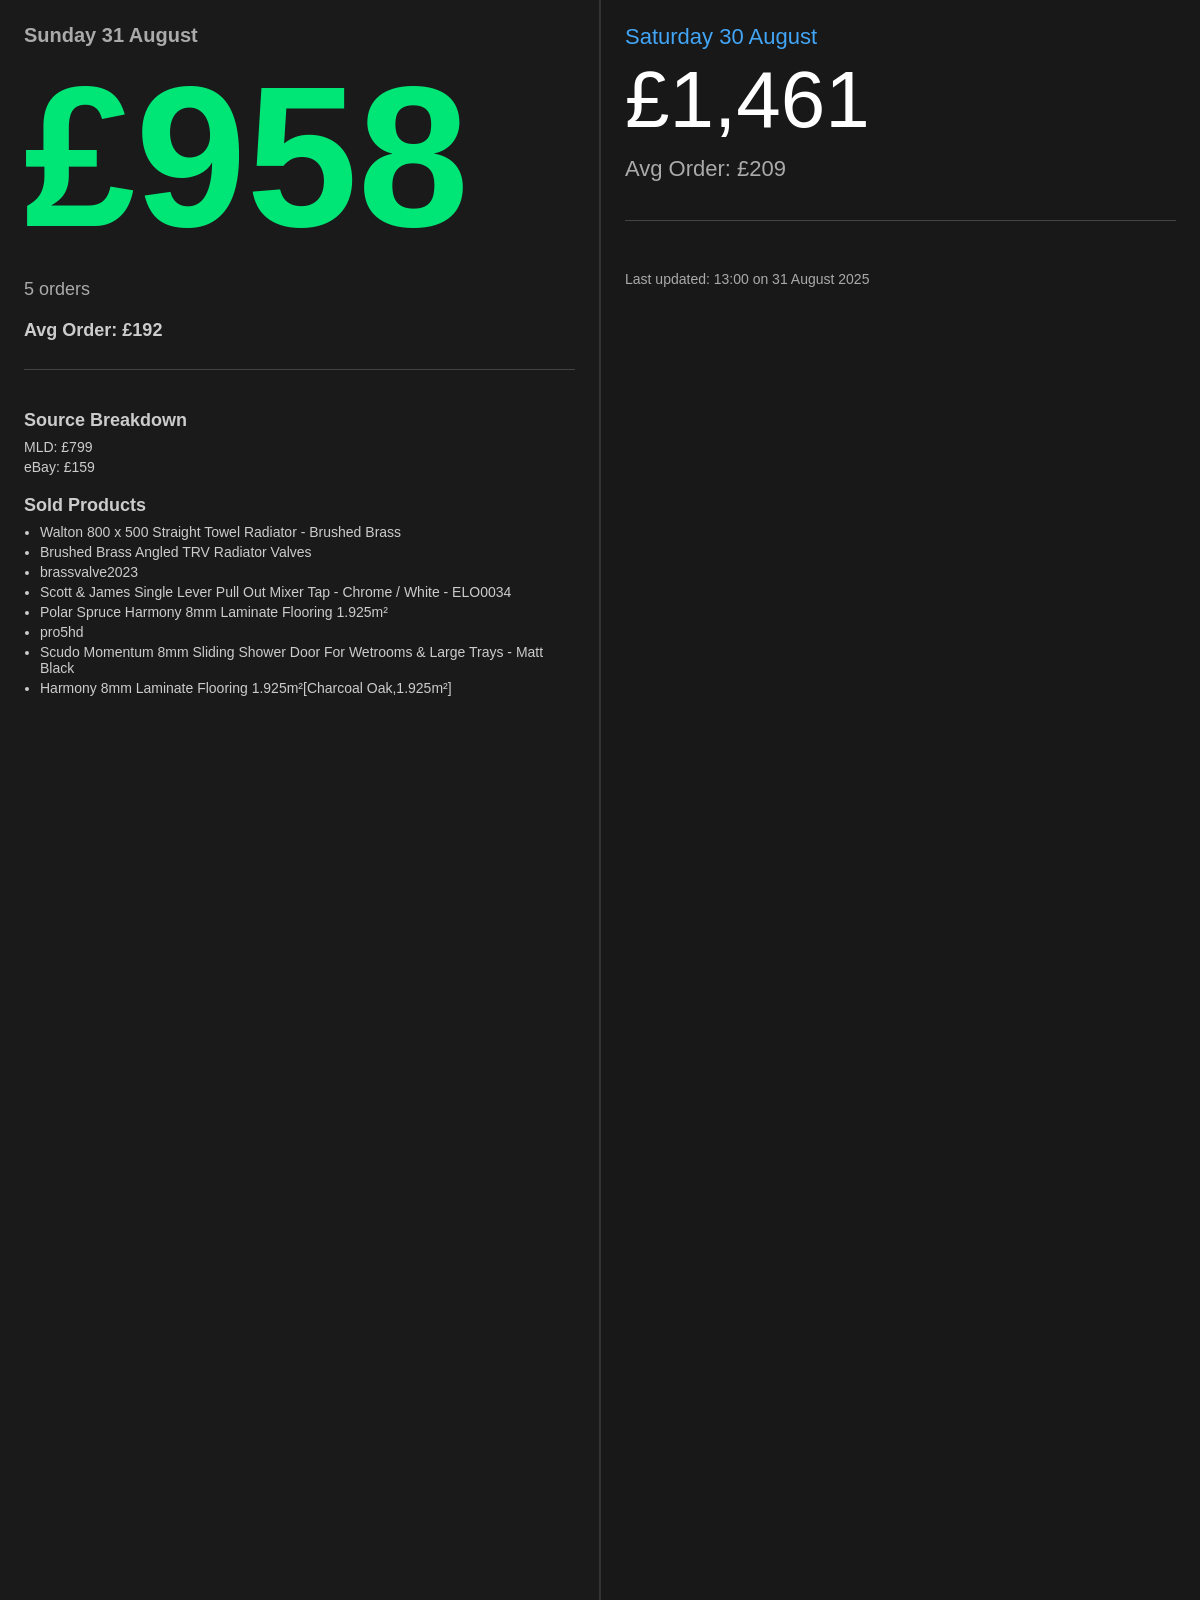 Sunday 31 August
£958
5 orders
Avg Order: £192
Source Breakdown
MLD: £799
eBay: £159
Sold Products
• Walton 800 x 500 Straight Towel Radiator - Brushed Brass
• Brushed Brass Angled TRV Radiator Valves
• brassvalve2023
• Scott & James Single Lever Pull Out Mixer Tap - Chrome / White - ELO0034
• Polar Spruce Harmony 8mm Laminate Flooring 1.925m²
• pro5hd
• Scudo Momentum 8mm Sliding Shower Door For Wetrooms & Large Trays - Matt
Black
• Harmony 8mm Laminate Flooring 1.925m²[Charcoal Oak,1.925m²]
Saturday 30 August
£1,461
Avg Order: £209
Last updated: 13:00 on 31 August 2025